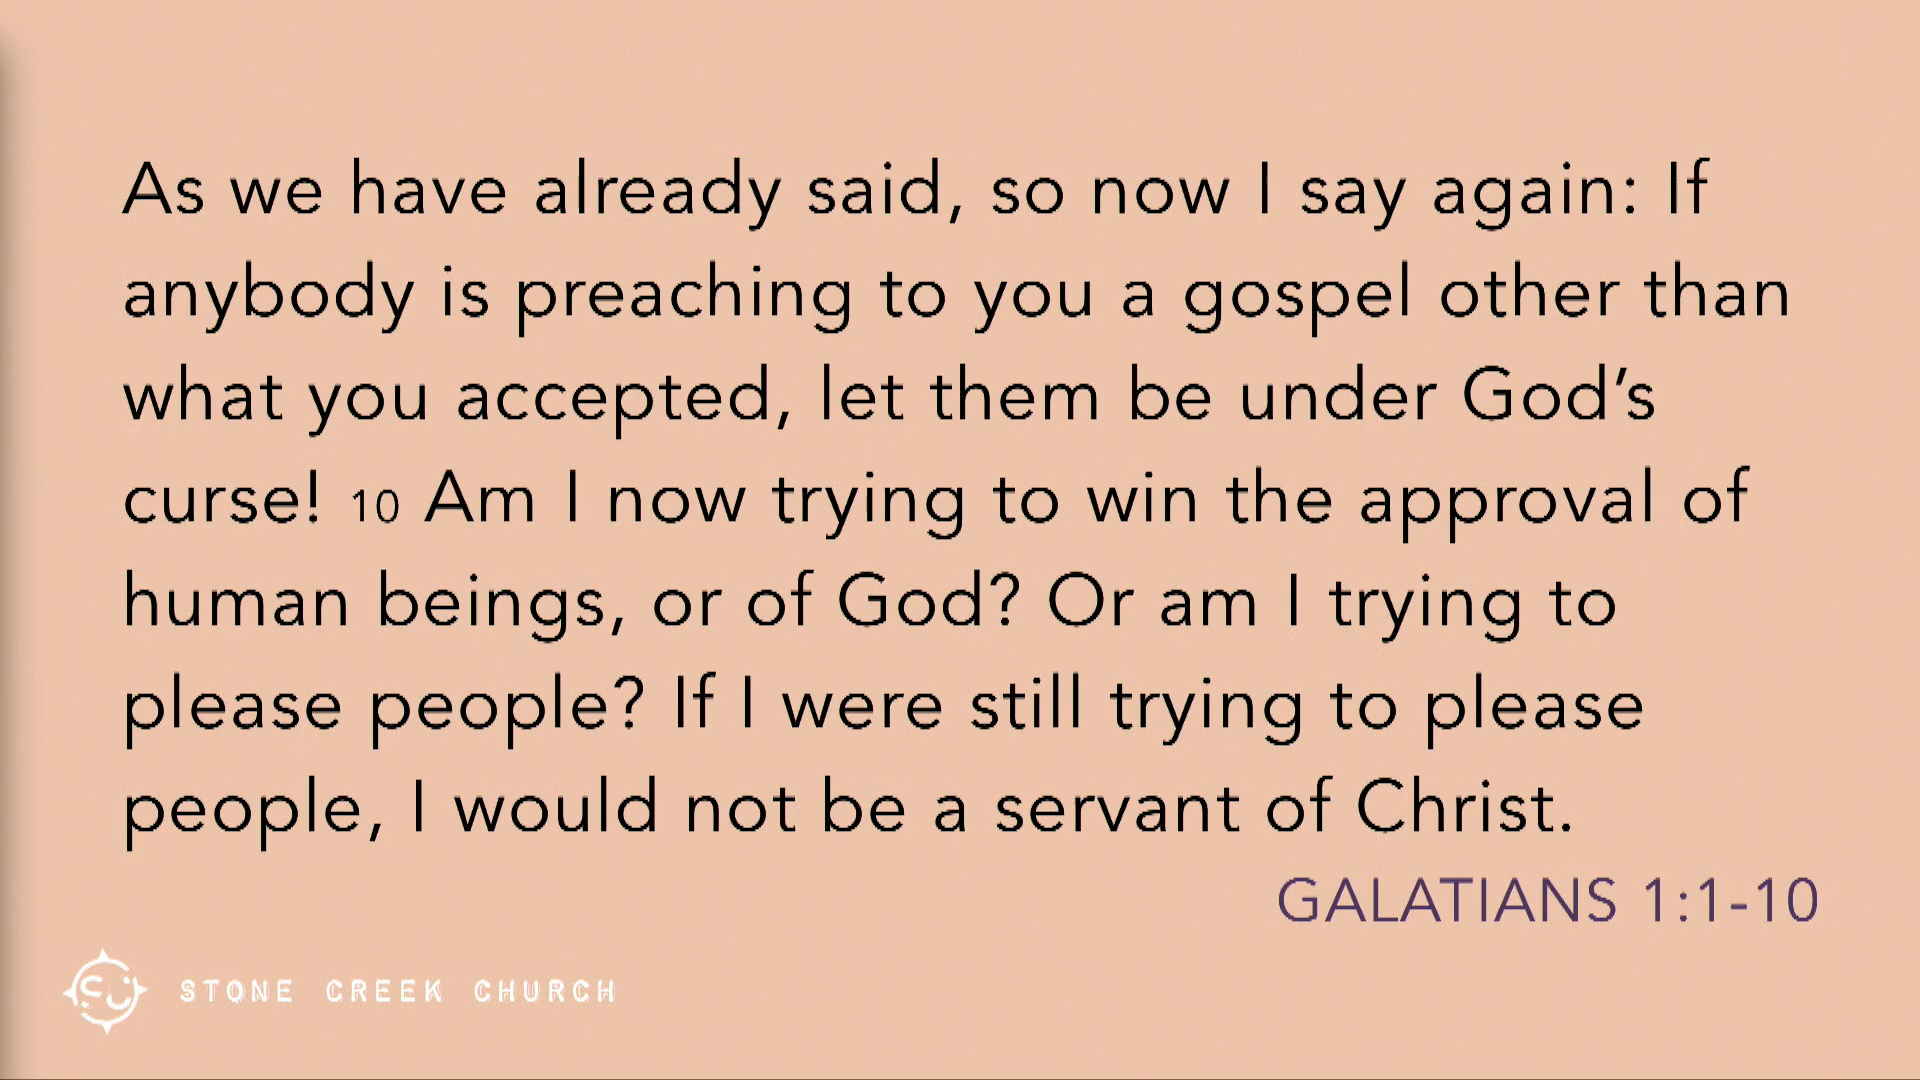 As we have already said, so now I say again: If
anybody is preaching to you a gospel other than
what you accepted, let them be under God’s
curse! 10 Am I now trying to win the approval of
human beings, or of God? Or am I trying to
please people? If I were still trying to please
people, I would not be a servant of Christ.
GALATIANS 1:1-10
STONE CREEK CHURCH